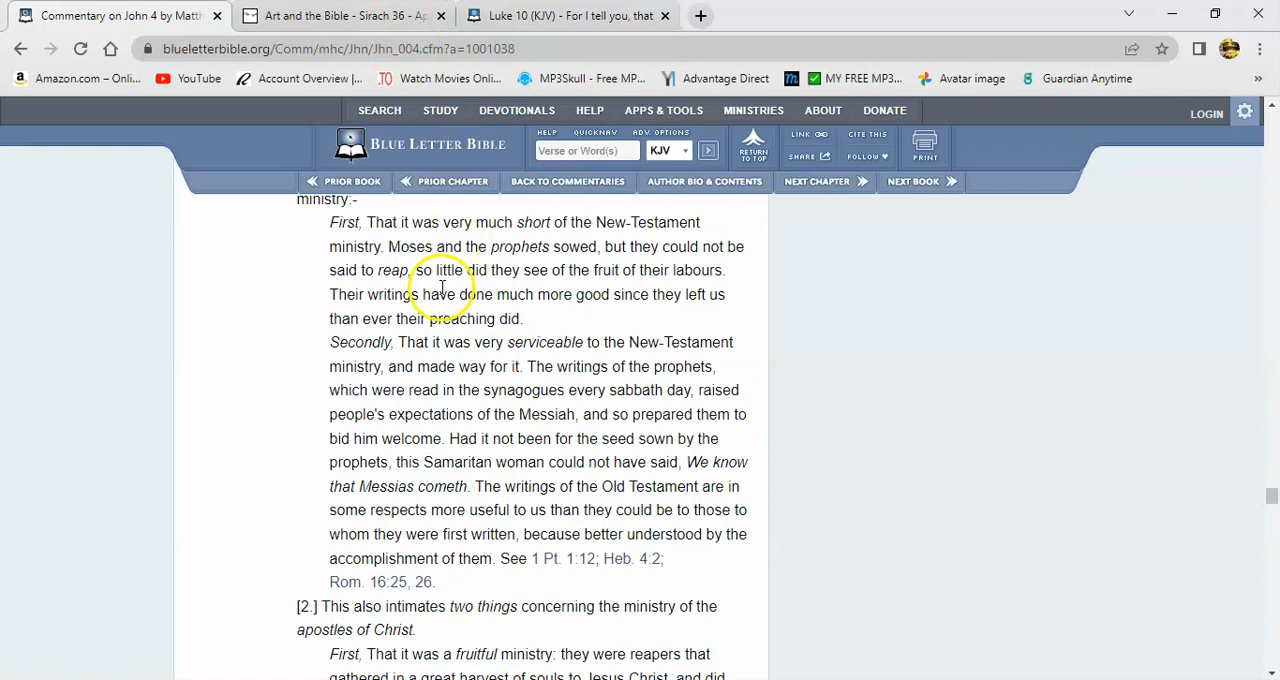 Commentary on John 4 by Matth
Art and the Bible - Sirach 36 - Ap
Luke 10 (KJV) - For I tell you, that
blueletterbible.org/Comm/mhc/Jhn/Jhn_004.cfm?a=1001038
Amazon.com – Onli...
YouTube
Account Overview |...
.TO Watch Movies Onlin...
MP3Skull - Free MP...
Advantage Direct
m MY FREE MP3...
Avatar image
Guardian Anytime
»
SEARCH STUDY DEVOTIONALS HELP APPS & TOOLS MINISTRIES ABOUT DONATE
LOGIN
BLUE LETTER BIBLE
HELP QUICKNAV ADV. OPTIONS
Verse or Word(s) KJV
RETURN
TO TOP
LINK CITE THIS
SHARE FOLLOW
PRINT
PRIOR BOOK PRIOR CHAPTER BACK TO COMMENTARIES AUTHOR BIO & CONTENTS NEXT CHAPTER NEXT BOOK
ministry:-
First, That it was very much short of the New-Testament
ministry. Moses and the prophets sowed, but they could not be
said to reap, so little did they see of the fruit of their labours.
Their writings have done much more good since they left us
than ever their preaching did.
Secondly, That it was very serviceable to the New-Testament
ministry, and made way for it. The writings of the prophets,
which were read in the synagogues every sabbath day, raised
people's expectations of the Messiah, and so prepared them to
bid him welcome. Had it not been for the seed sown by the
prophets, this Samaritan woman could not have said, We know
that Messias cometh. The writings of the Old Testament are in
some respects more useful to us than they could be to those to
whom they were first written, because better understood by the
accomplishment of them. See 1 Pt. 1:12; Heb. 4:2;
Rom. 16:25, 26.
[2.] This also intimates two things concerning the ministry of the
apostles of Christ.
First, That it was a fruitful ministry: they were reapers that
gathered in a great harvest of souls to Jesus Christ, and did